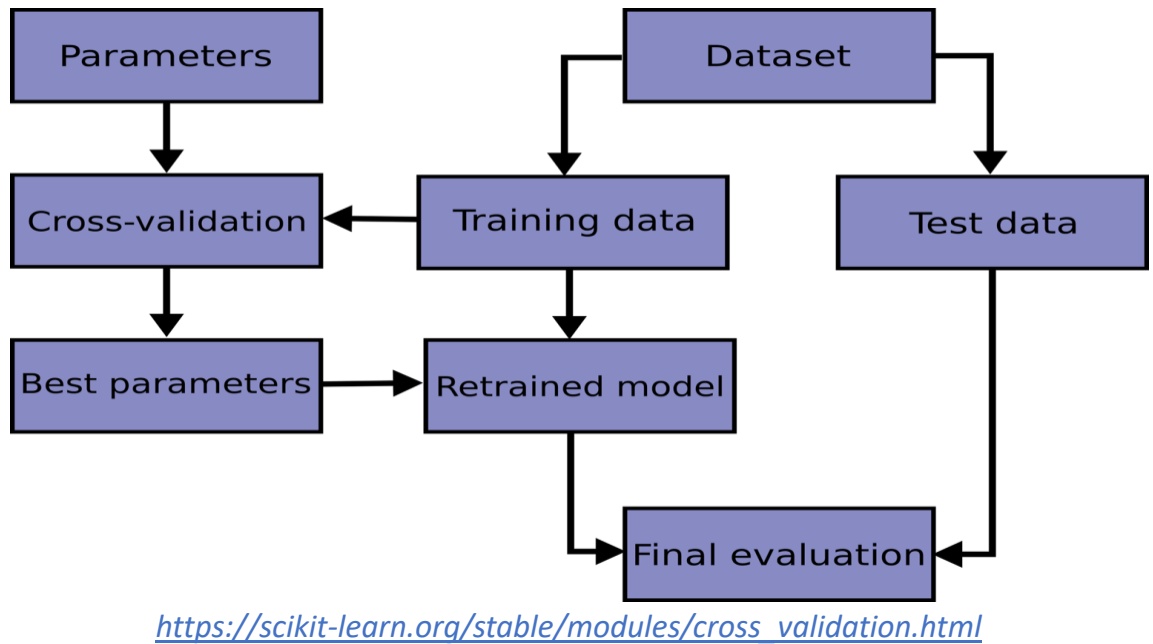 Parameters
Dataset
Cross-validation
Training data
Test data
Best parameters
Retrained model
Final evaluation
https://scikit-learn.org/stable/modules/cross_validation.html